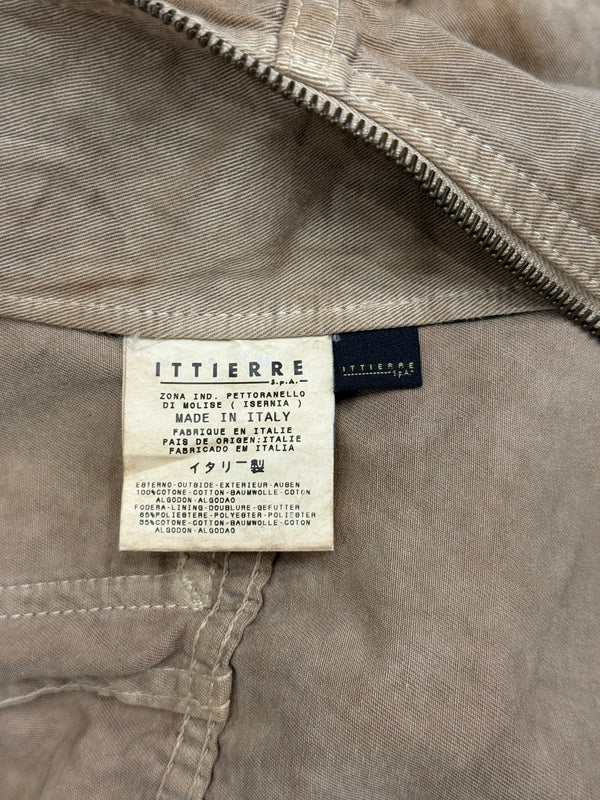 ITTIERRE
S.p.A.
ZONA IND. PETTORANELLO
DI MOLISE ( ISERNIA )
MADE IN ITALY
FABRIQUE EN ITALIE
PAIS DE ORIGEN:ITALIE
FABRICADO EM ITALIA
イタリー製
ESTERNO-OUTSIDE-EXTERIEUR-AUßEN
100%COTONE-COTTON-BAUMWOLLE-COTON
ALGODON-ALGODAO
FODERA-LINING-DOUBLURE-GEFUTTER
65%POLIESTERE-POLYESTER-POLIESTER
35%COTONE-COTTON-BAUMWOLLE-COTON
ALGODON-ALGODAO
ITTIERRE
S.p.A.